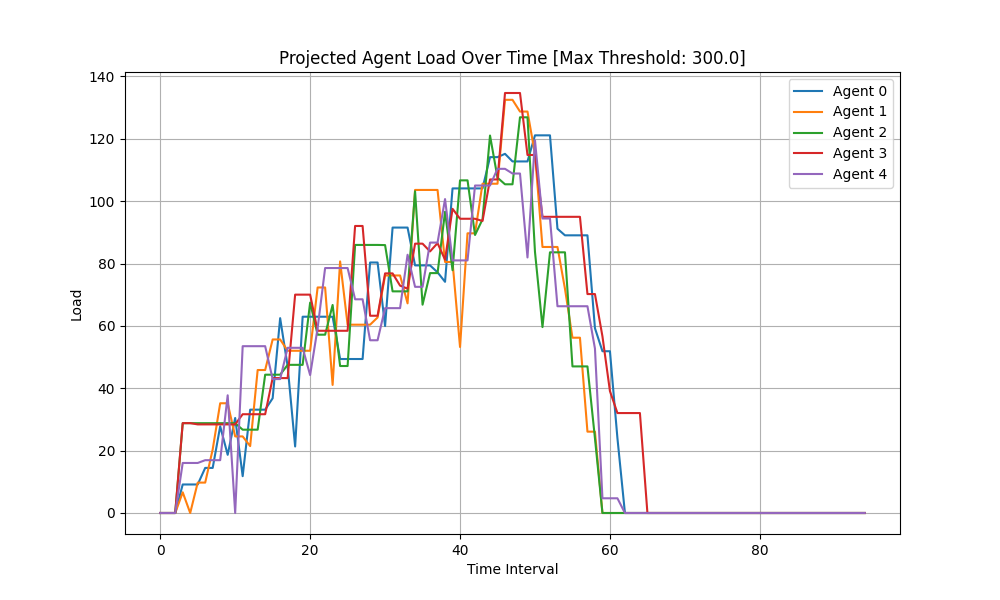 Projected Agent Load Over Time [Max Threshold: 300.0]
140
120
100
80
60
40
20
0
Load
0 20 40 60 80
Time Interval
Agent 0
Agent 1
Agent 2
Agent 3
Agent 4